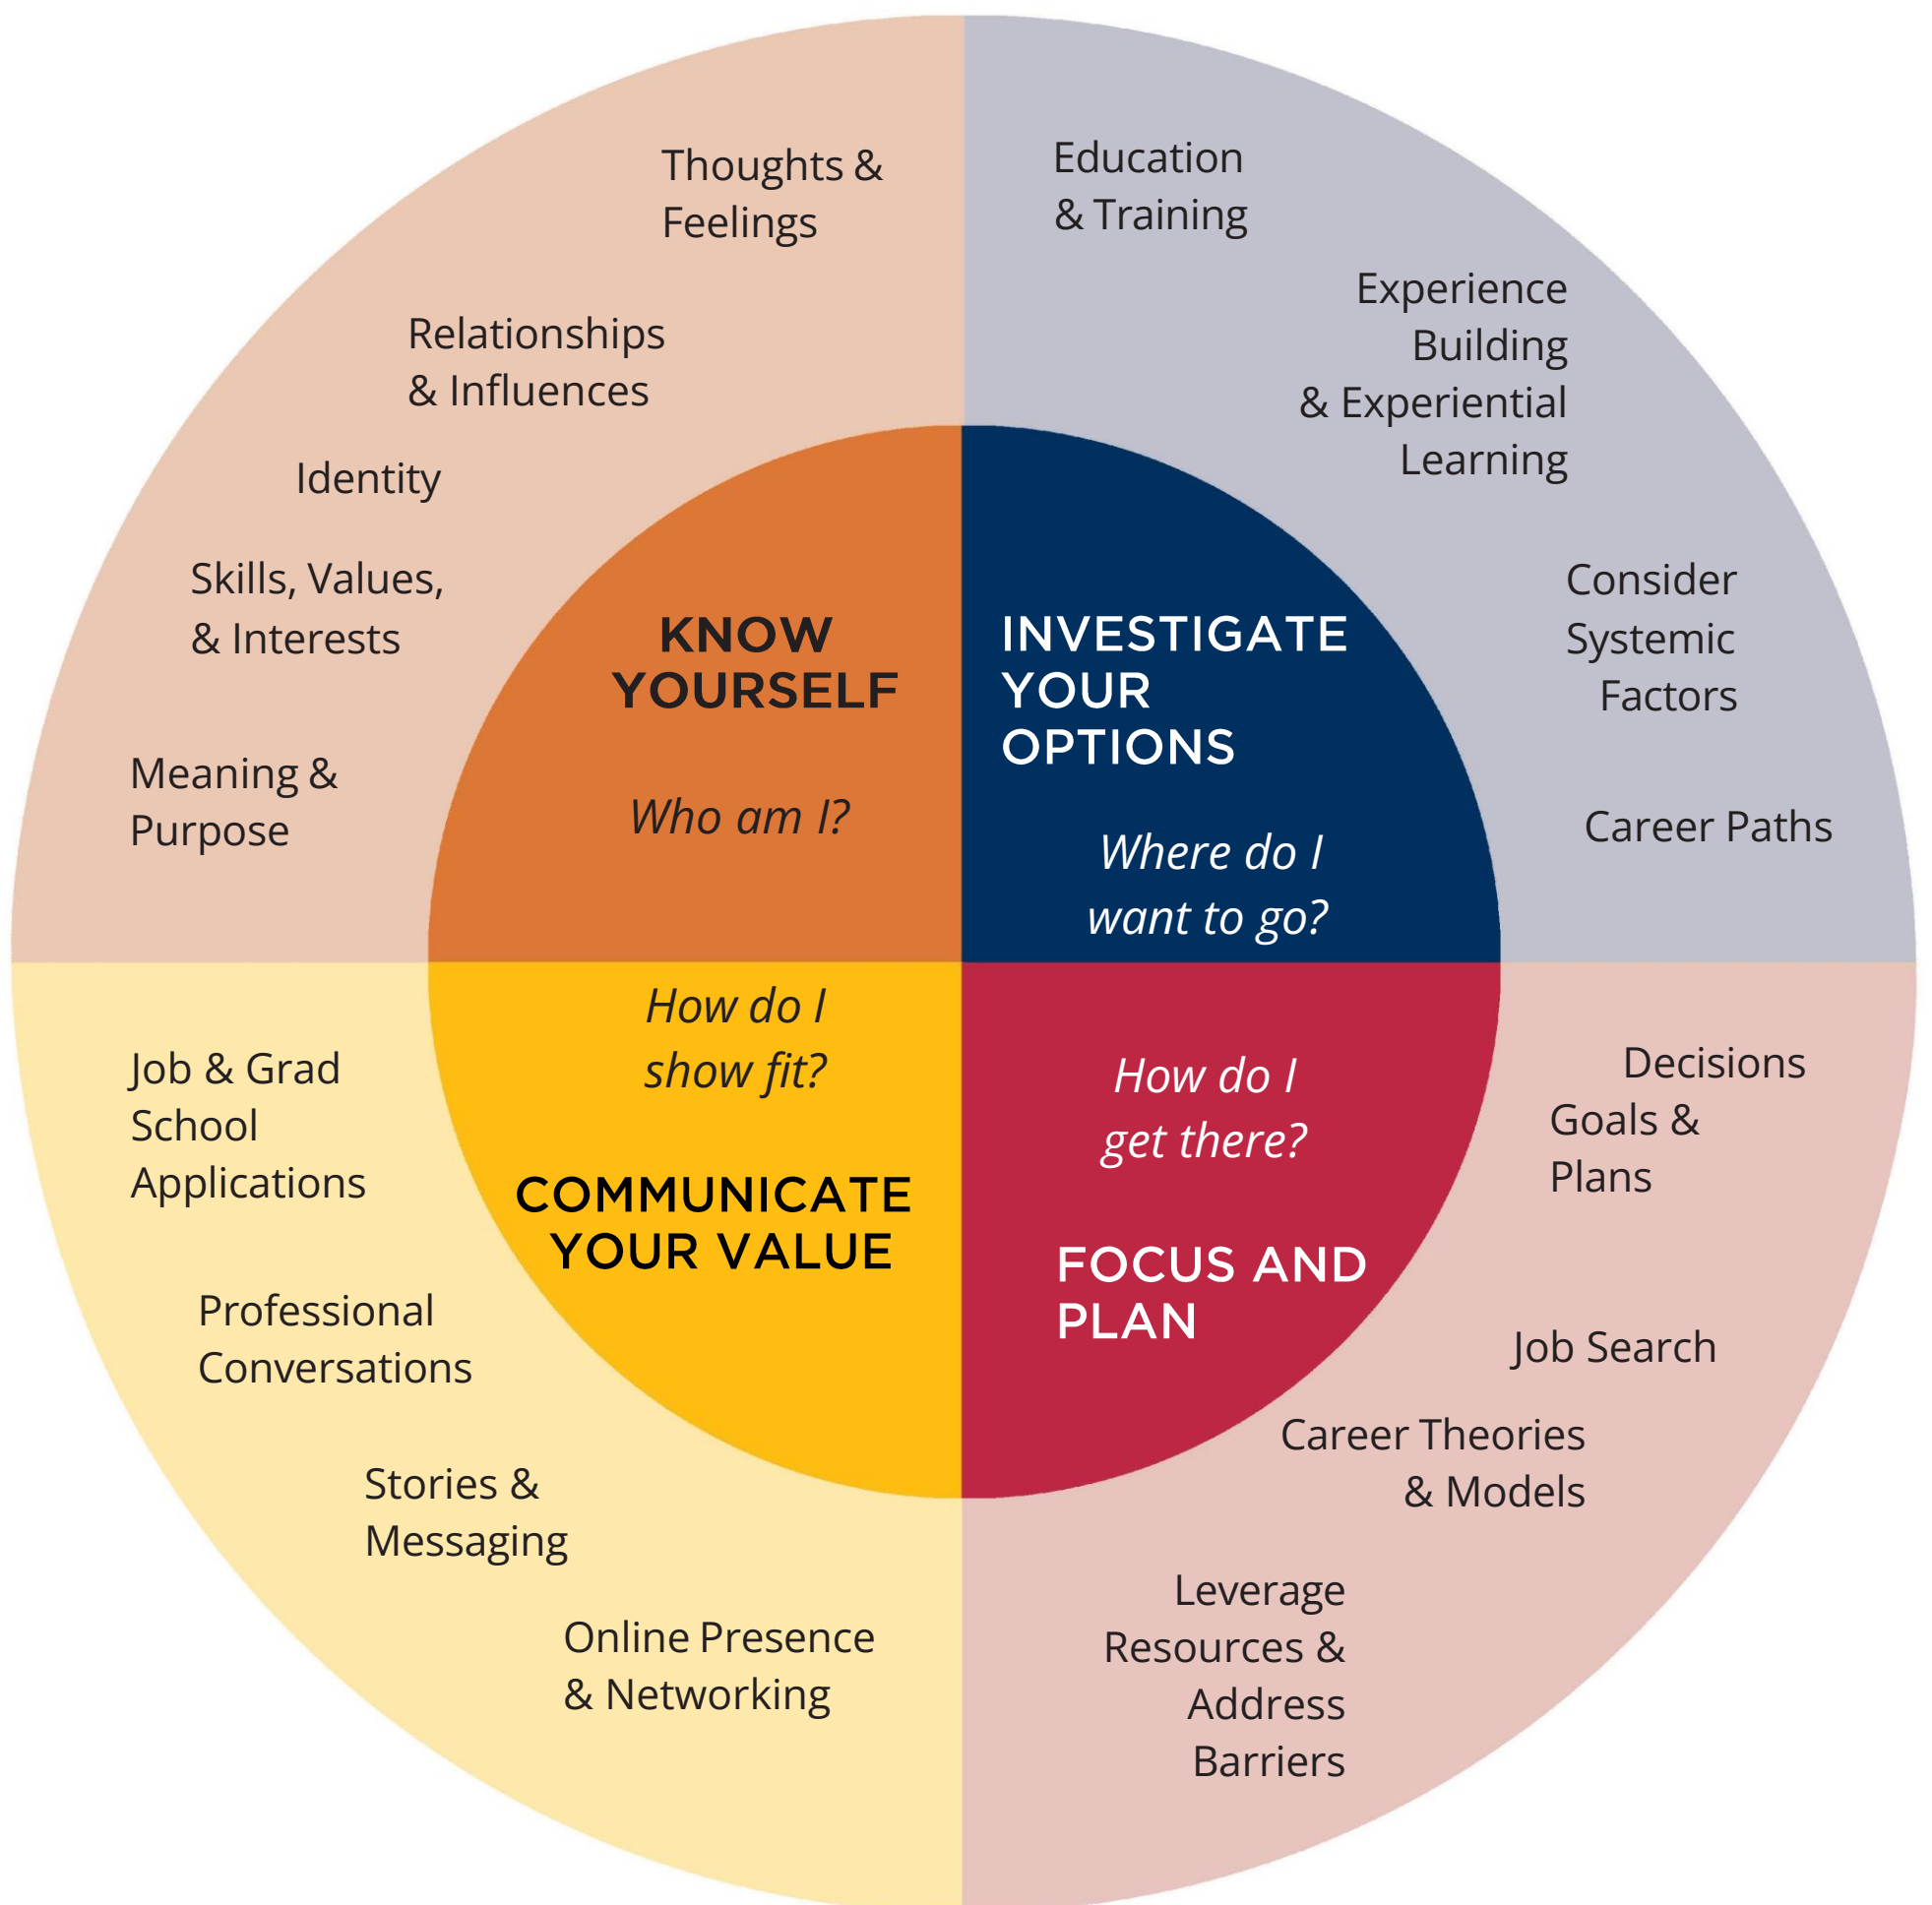 Thoughts &
Feelings
Relationships
& Influences
Identity
Skills, Values,
& Interests
Meaning &
Purpose
KNOW
YOURSELF
Who am I?
Education
& Training
Experience
Building
& Experiential
Learning
Consider
Systemic
Factors
Career Paths
INVESTIGATE
YOUR
OPTIONS
Where do I
want to go?
How do I
show fit?
COMMUNICATE
YOUR VALUE
Job & Grad
School
Applications
Professional
Conversations
Stories &
Messaging
Online Presence
& Networking
How do I
get there?
FOCUS AND
PLAN
Decisions
Goals &
Plans
Job Search
Career Theories
& Models
Leverage
Resources &
Address
Barriers